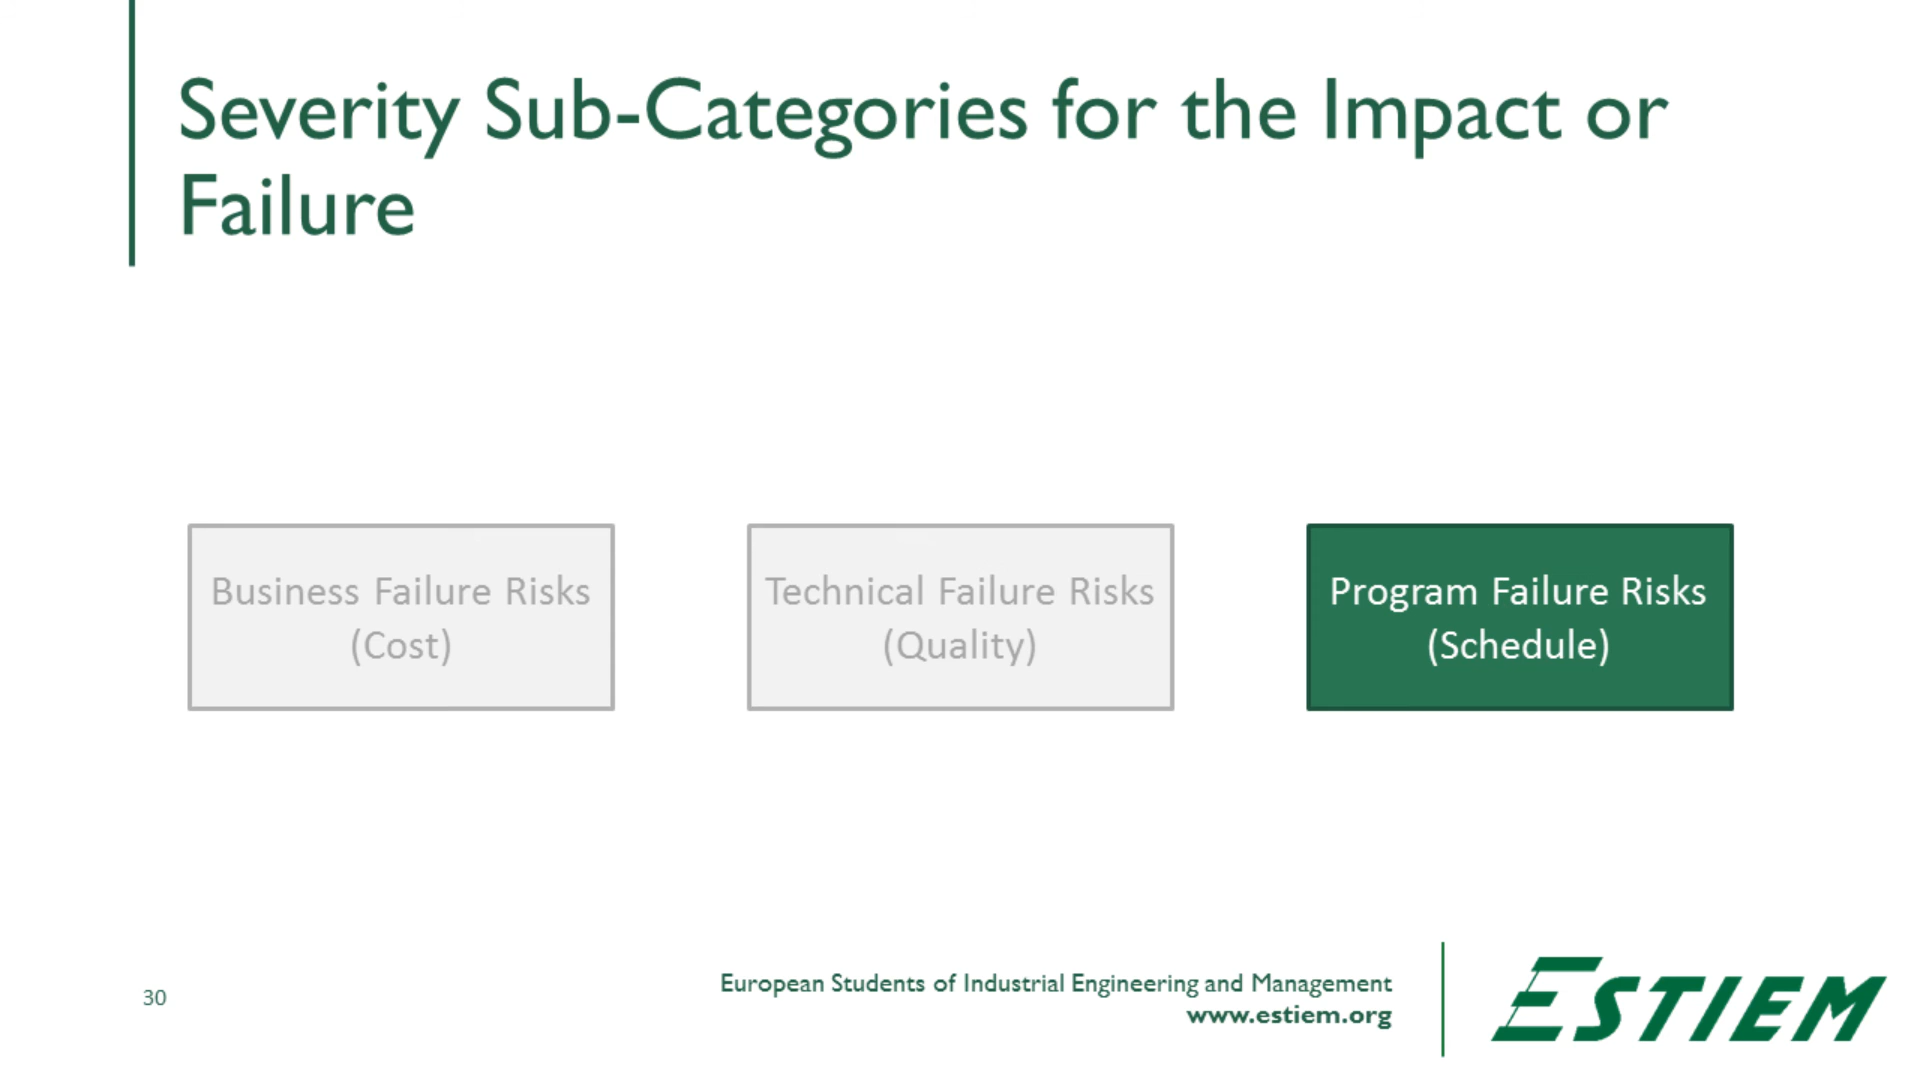 Severity Sub-Categories for the Impact or
Failure
Business Failure Risks
(Cost)
Technical Failure Risks
(Quality)
Program Failure Risks
(Schedule)
30
European Students of Industrial Engineering and Management
www.estiem.org
ESTIEM